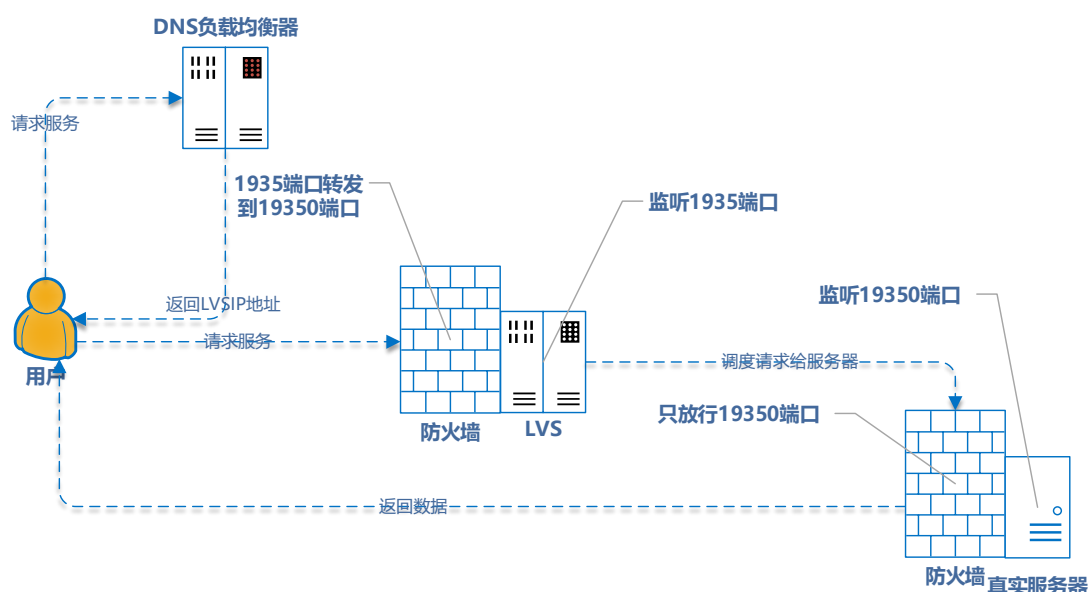 DNS负载均衡器
请求服务
1935端口转发
到19350端口
监听1935端口
监听19350端口
返回LVSIP地址
请求服务
用户
调度请求给服务器
只放行19350端口
防火墙
LVS
返回数据
防火墙
真实服务器